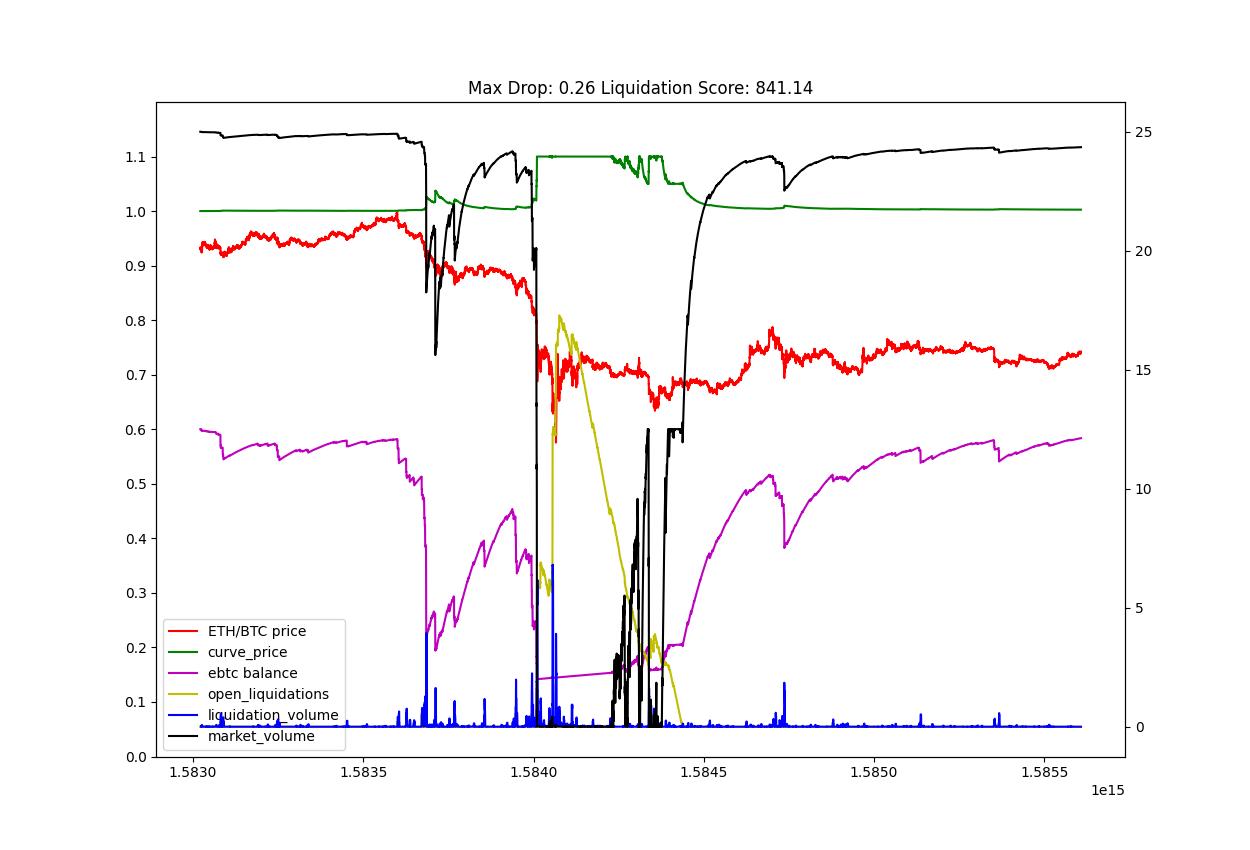 Max Drop: 0.26 Liquidation Score: 841.14
1.1
1.0
0.9
0.8
0.7
0.6
0.5
0.4
0.3
0.2
0.1
0.0
25
20
15
10
5
0
ETH/BTC price
curve_price
ebtc balance
open_liquidations
liquidation_volume
market_volume
1.5830 1.5835 1.5840 1.5845 1.5850 1.5855
1e15